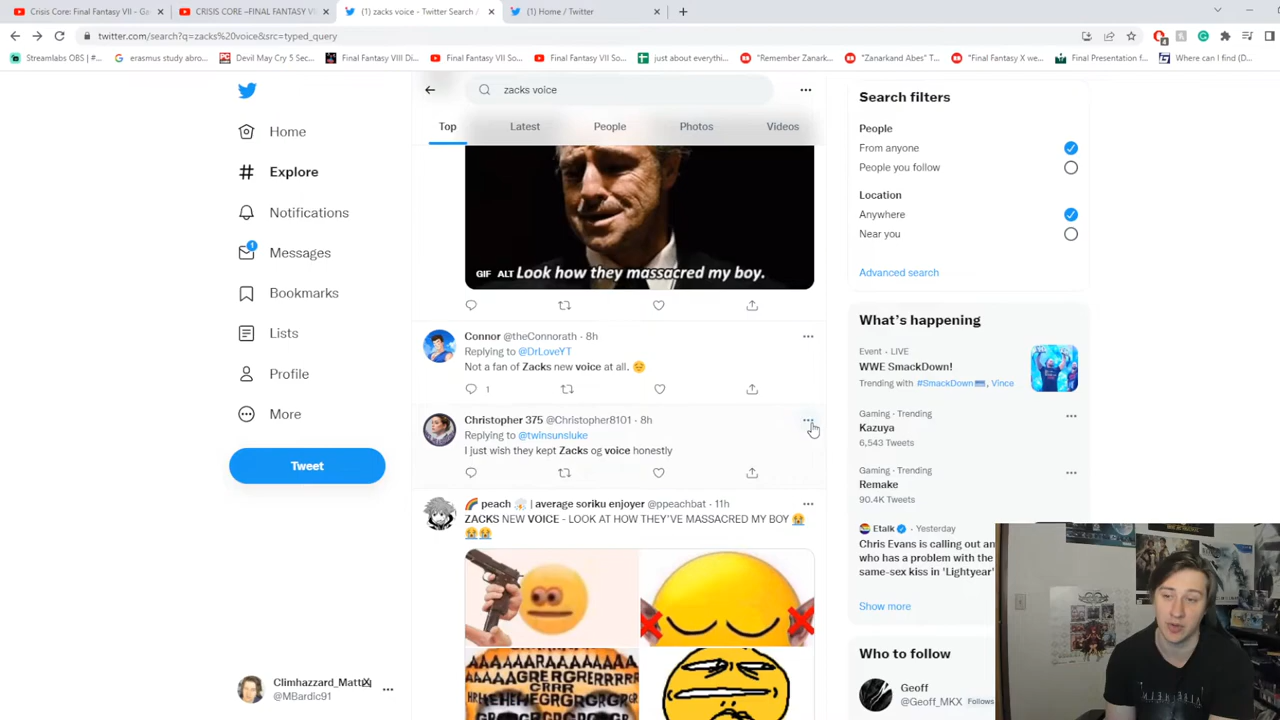 Crisis Core: Final Fantasy VII - Ga
CRISIS CORE –FINAL FANTASY V
(1) zacks voice - Twitter Search /
(1) Home / Twitter
twitter.com/search?q=zacks%20voice&src=typed_query
Streamlabs OBS | #...
erasmus study abro...
Devil May Cry 5 Sec...
Final Fantasy VIII Di...
Final Fantasy VII So...
Final Fantasy VII So...
just about everythi...
"Remember Zanark...
"Zanarkand Abes" T...
"Final Fantasy X we...
Final Presentation f...
Where can I find (D...
zacks voice
Top
Latest
People
Photos
Videos
Home
Explore
Notifications
1
Messages
Bookmarks
Lists
Profile
More
Tweet
Climhazzard_Matt
@MBardic91
GIF ALT Look how they massacred my boy.
Connor @theConnorath · 8h
Replying to @DrLoveYT
Not a fan of Zacks new voice at all. 😔
1
Christopher 375 @Christopher8101 · 8h
Replying to @twinsunsluke
I just wish they kept Zacks og voice honestly
🌈 peach | average soriku enjoyer @ppeachbat · 11h
ZACKS NEW VOICE - LOOK AT HOW THEY'VE MASSACRED MY BOY 😭
😭😭
Search filters
People
From anyone
People you follow
Location
Anywhere
Near you
Advanced search
What's happening
Event · LIVE
WWE SmackDown!
Trending with #SmackDown, Vince
Gaming · Trending
Kazuya
6,543 Tweets
Gaming · Trending
Remake
90.4K Tweets
Etalk · Yesterday
Chris Evans is calling out an
who has a problem with the
same-sex kiss in 'Lightyear'
Show more
Who to follow
Geoff
@Geoff_MKX Follows